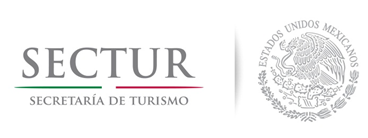 SECTUR
SECRETARÍA DE TURISMO
ESTADOS UNIDOS MEXICANOS